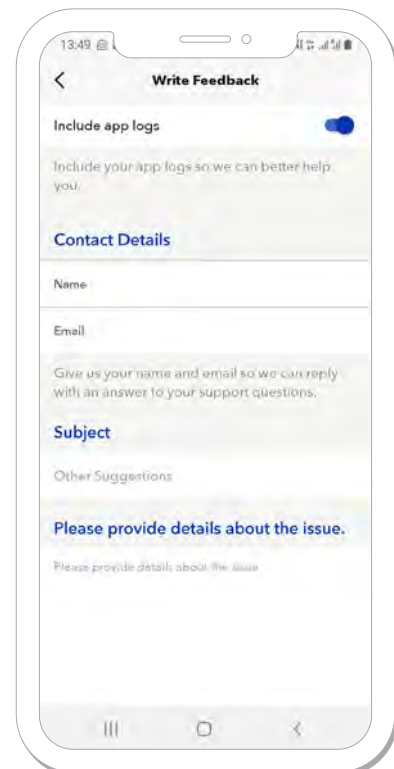 13:49
Write Feedback
Include app logs
Include your app logs so we can better help
you.
Contact Details
Name
Email
Give us your name and email so we can reply
with an answer to your support questions.
Subject
Other Suggestions
Please provide details about the issue.
Please provide details about the issue